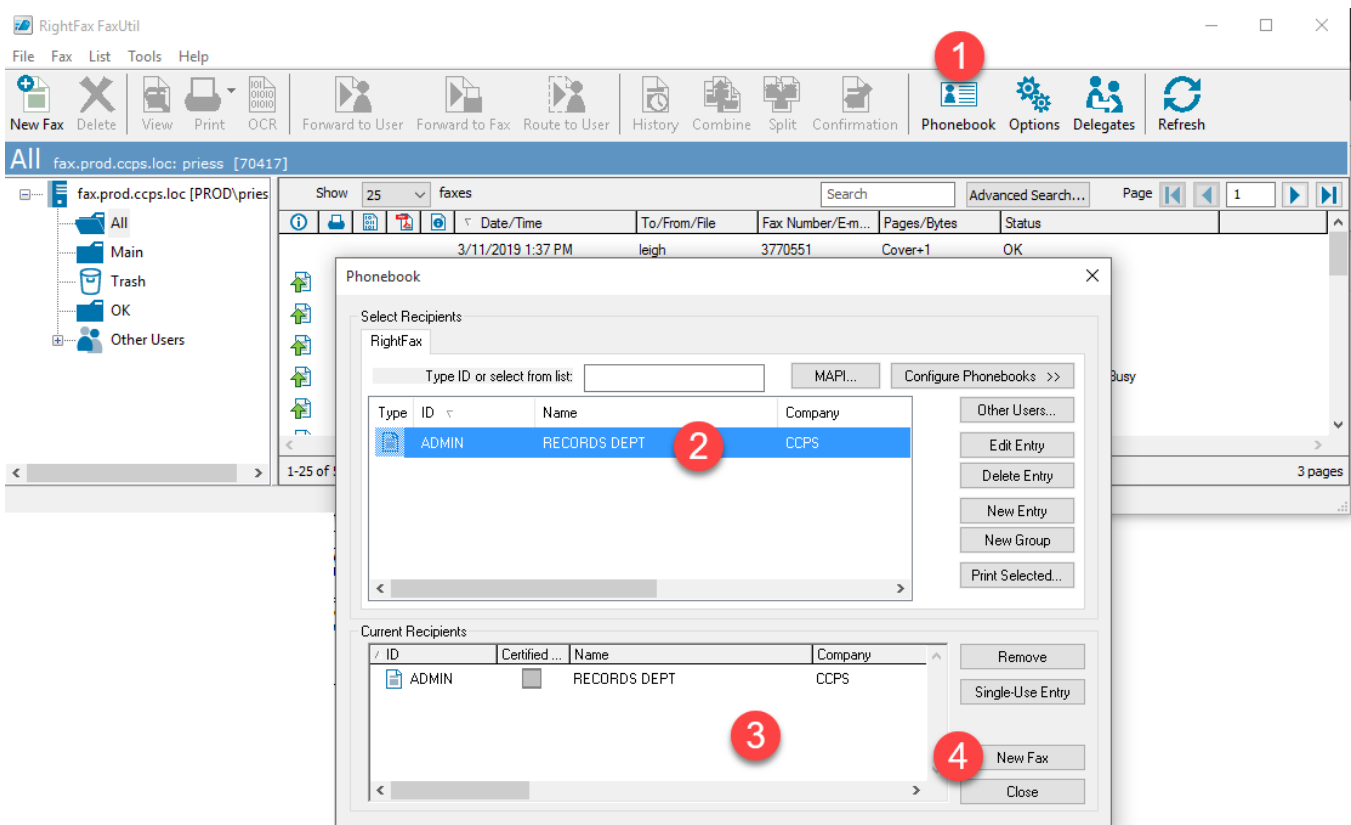 RightFax FaxUtil
File Fax List Tools Help
1
New Fax Delete View Print OCR Forward to User Forward to Fax Route to User History Combine Split Confirmation Phonebook Options Delegates Refresh
All fax.prod.ccps.loc: priess [70417]
fax.prod.ccps.loc [PROD\pries
All
Main
Trash
OK
Other Users
Show 25 faxes Search Advanced Search... Page 1
Date/Time To/From/File Fax Number/E-m... Pages/Bytes Status
3/11/2019 1:37 PM leigh 3770551 Cover+1 OK
Busy
1-25 of
3 pages
Phonebook
Select Recipients
RightFax
Type ID or select from list: MAPI... Configure Phonebooks >>
Type ID Name Company Other Users...
ADMIN RECORDS DEPT 2 CCPS Edit Entry
Delete Entry
New Entry
New Group
Print Selected...
Current Recipients
ID Certified ... Name Company Remove
ADMIN RECORDS DEPT CCPS
Single-Use Entry
3
4 New Fax
Close